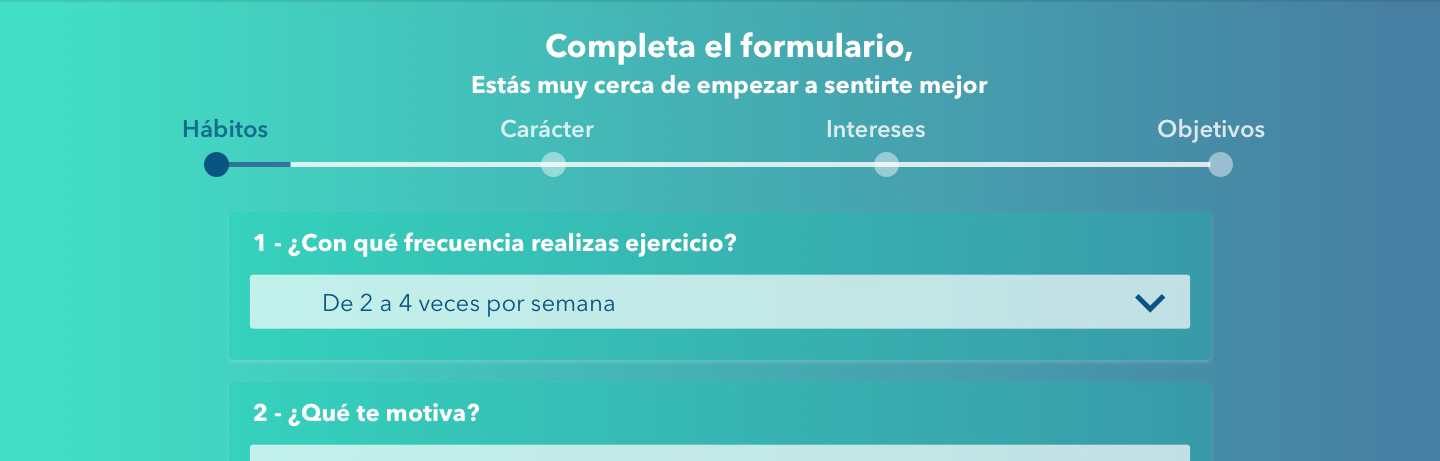 Completa el formulario,
Estás muy cerca de empezar a sentirte mejor
Hábitos
Carácter
Intereses
Objetivos
1 - ¿Con qué frecuencia realizas ejercicio?
De 2 a 4 veces por semana
2 - ¿Qué te motiva?